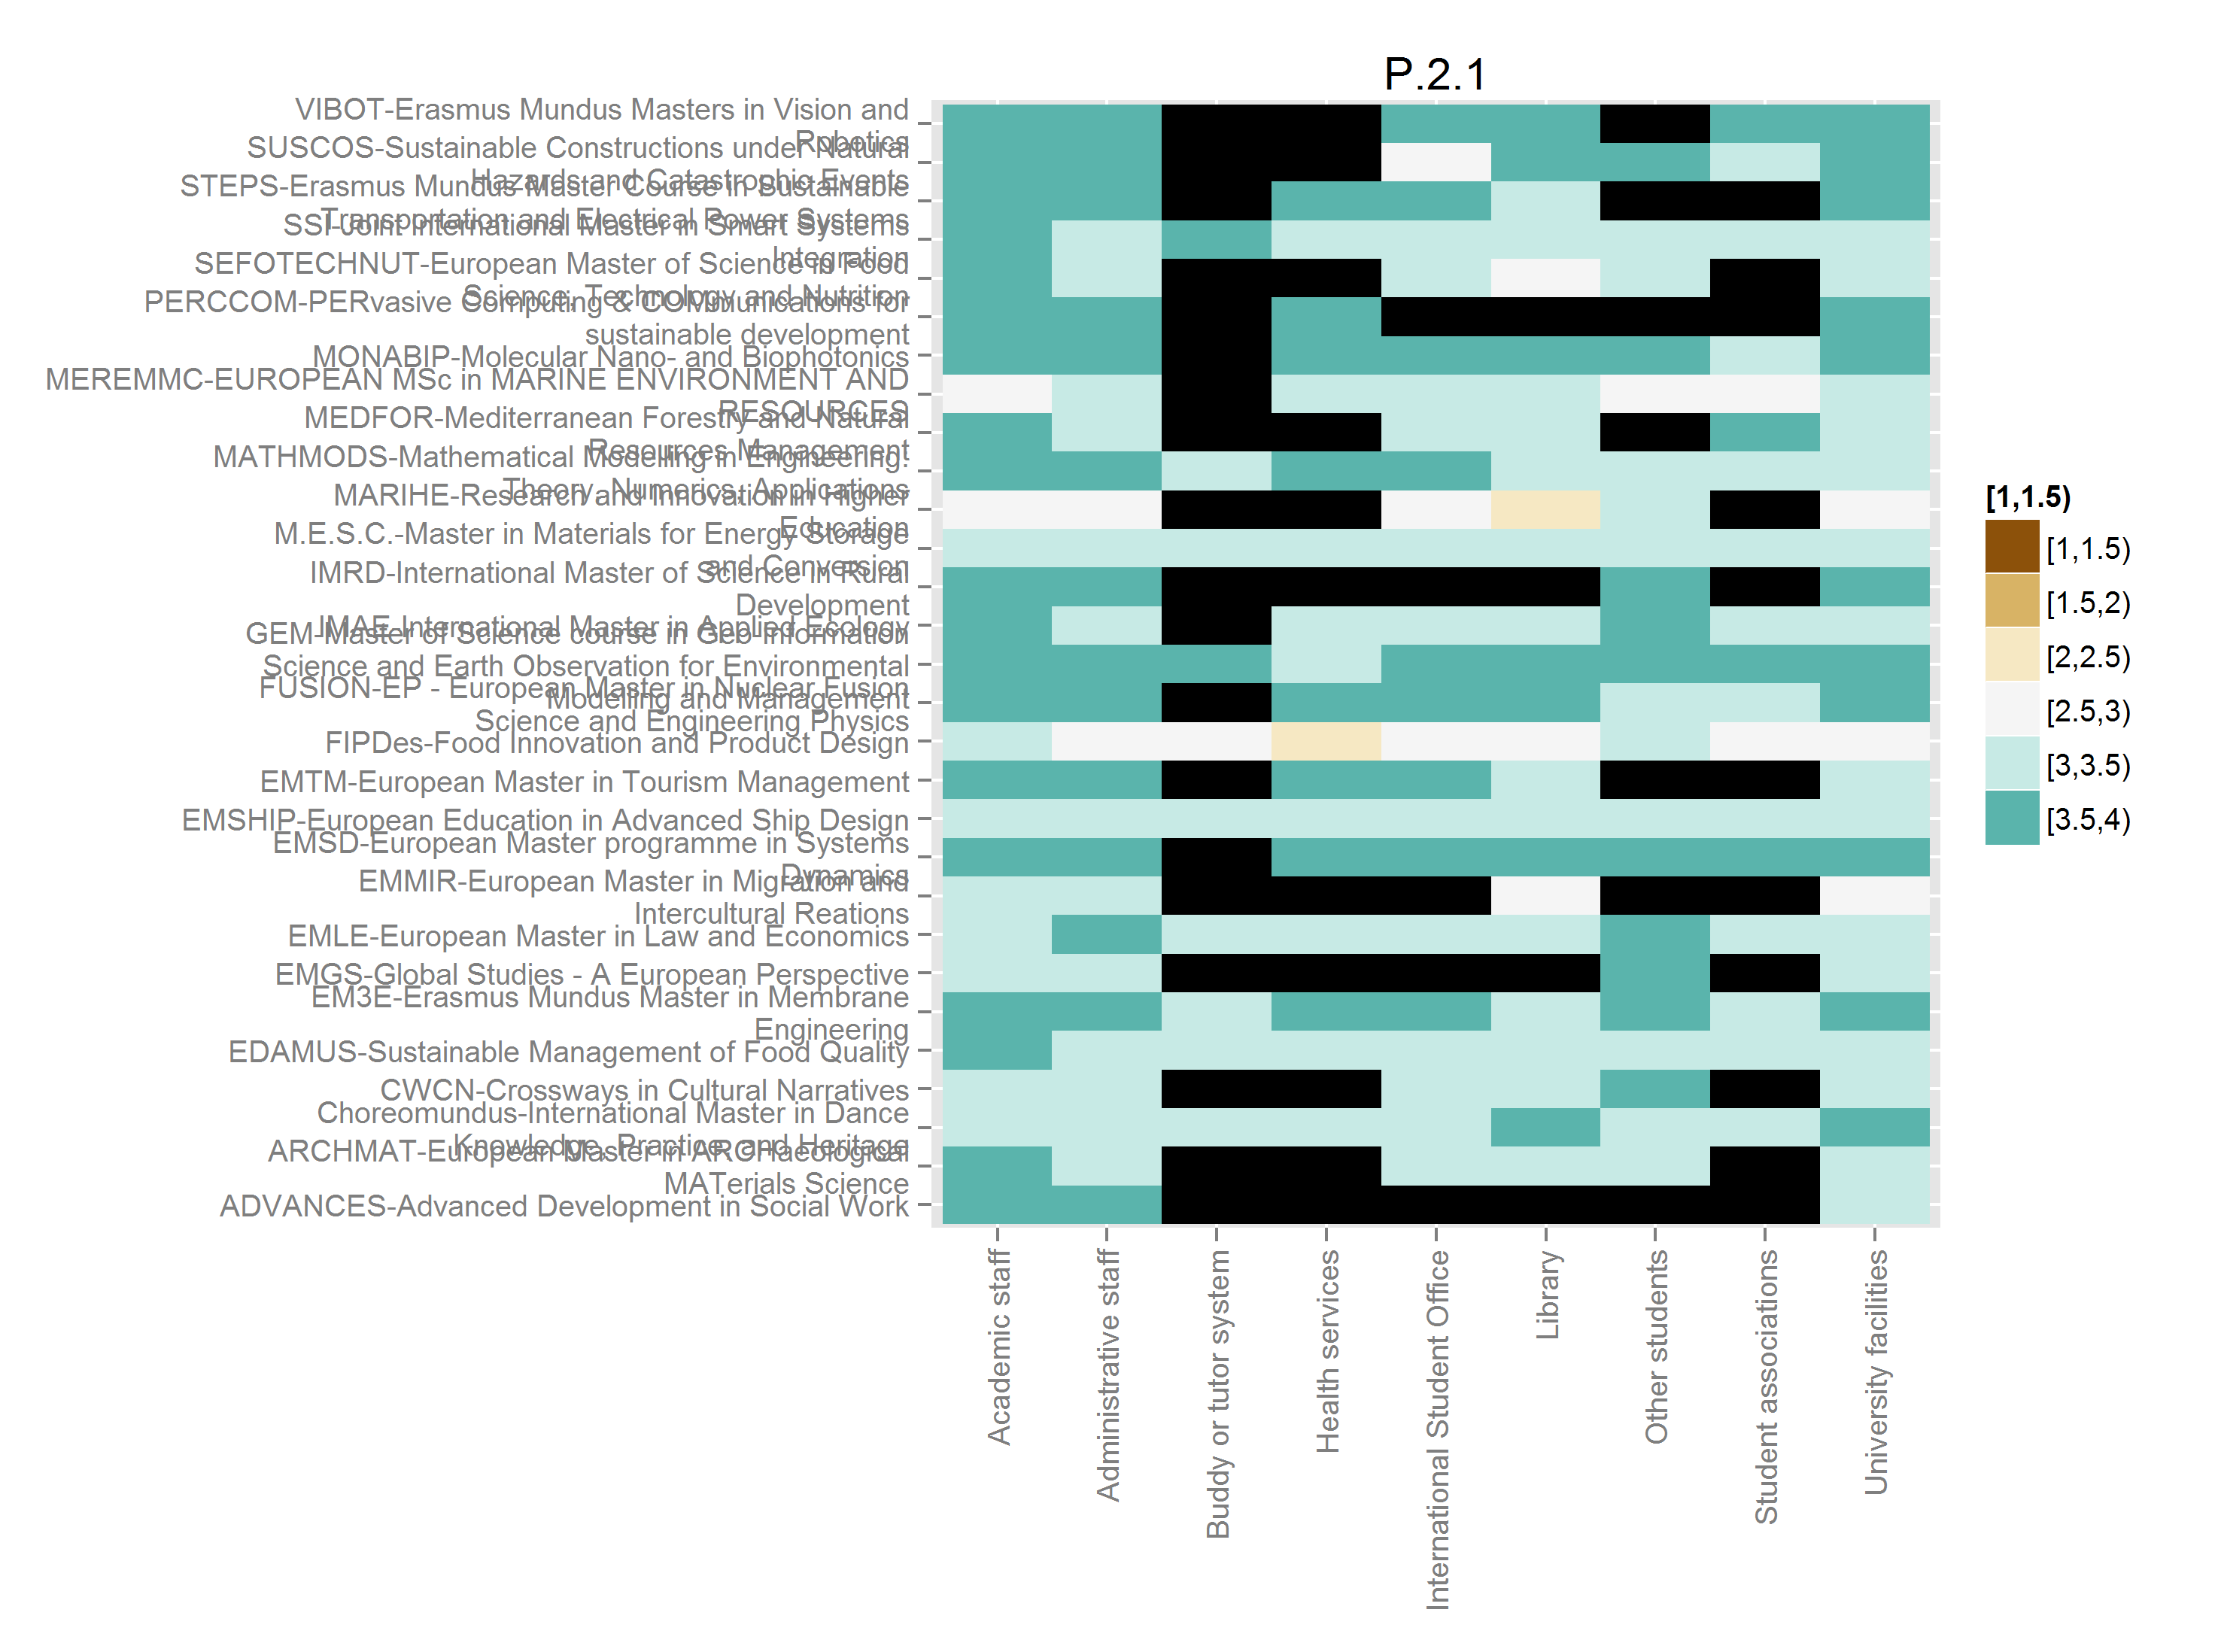 P.2.1
VIBOT-Erasmus Mundus Masters in Vision and
Robotics
SUSCOS-Sustainable Constructions under Natural
Hazards and Catastrophic Events
STEPS-Erasmus Mundus Master Course in Sustainable
Transportation and Electrical Power Systems
SSI-Joint International Master in Smart Systems
Integration
SEFOTECHNUT-European Master of Science in Food
Science, Technology and Nutrition
PERCCOM-PERvasive Computing & COMmunications for
sustainable development
MONABIP-Molecular Nano- and Biophotonics
MEREMMC-EUROPEAN MSc in MARINE ENVIRONMENT AND
RESOURCES
MEDFOR-Mediterranean Forestry and Natural
Resources Management
MATHMODS-Mathematical Modelling in Engineering:
Theory, Numerics, Applications
MARIHE-Research and Innovation in Higher
Education
M.E.S.C.-Master in Materials for Energy Storage
and Conversion
IMRD-International Master of Science in Rural
Development
IMAE-International Master in Applied Ecology
GEM-Master of Science course in Geo-Information
Science and Earth Observation for Environmental
Modelling and Management
FUSION-EP - European Master in Nuclear Fusion
Science and Engineering Physics
FIPDes-Food Innovation and Product Design
EMTM-European Master in Tourism Management
EMSHIP-European Education in Advanced Ship Design
EMSD-European Master programme in Systems
Dynamics
EMMIR-European Master in Migration and
Intercultural Reations
EMLE-European Master in Law and Economics
EMGS-Global Studies - A European Perspective
EM3E-Erasmus Mundus Master in Membrane
Engineering
EDAMUS-Sustainable Management of Food Quality
CWCN-Crossways in Cultural Narratives
Choreomundus-International Master in Dance
Knowledge, Practice, and Heritage
ARCHMAT-European Master in ARCHaeological
MATerials Science
ADVANCES-Advanced Development in Social Work
Academic staff
Administrative staff
Buddy or tutor system
Health services
International Student Office
Library
Other students
Student associations
University facilities
[1,1.5)
[1,1.5)
[1.5,2)
[2,2.5)
[2.5,3)
[3,3.5)
[3.5,4)